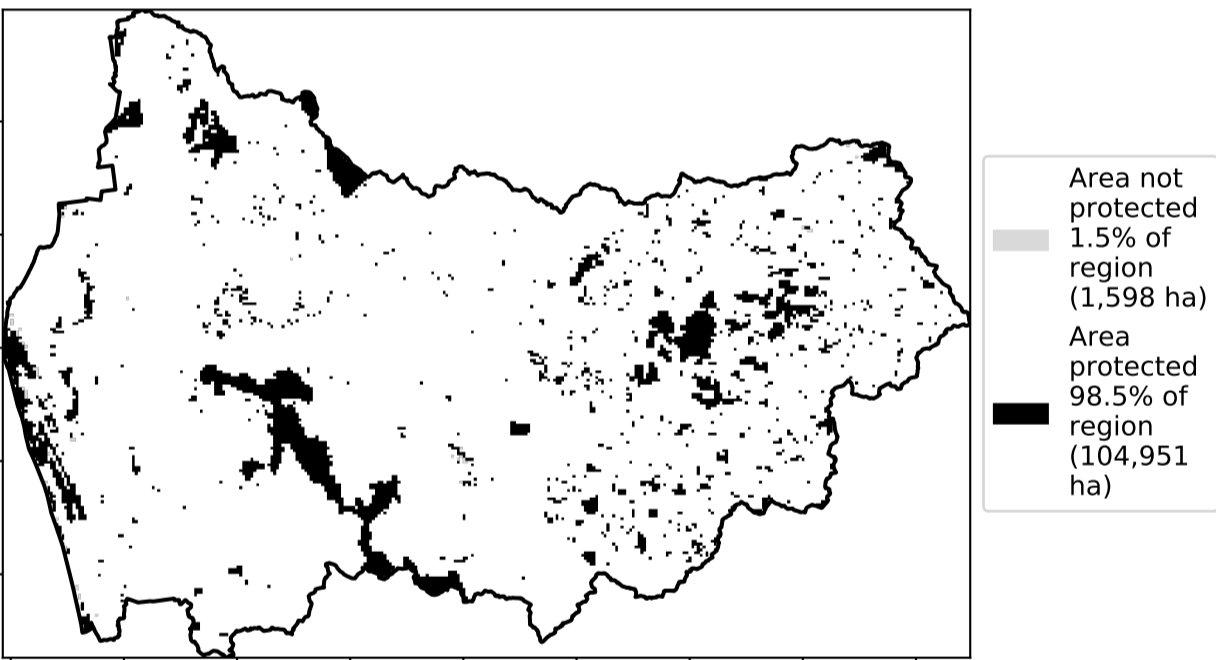 Area not
protected
1.5% of
region
(1,598 ha)
Area
protected
98.5% of
region
(104,951
ha)